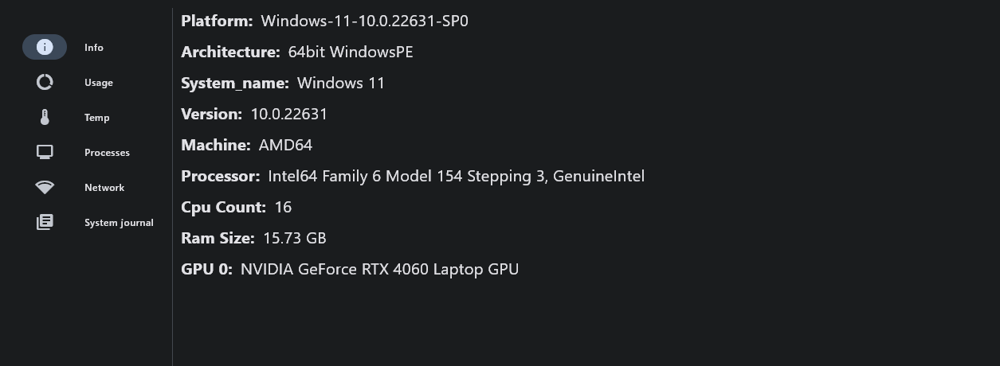 Info
Usage
Temp
Processes
Network
System journal
Platform: Windows-11-10.0.22631-SP0
Architecture: 64bit WindowsPE
System_name: Windows 11
Version: 10.0.22631
Machine: AMD64
Processor: Intel64 Family 6 Model 154 Stepping 3, GenuineIntel
Cpu Count: 16
Ram Size: 15.73 GB
GPU 0: NVIDIA GeForce RTX 4060 Laptop GPU